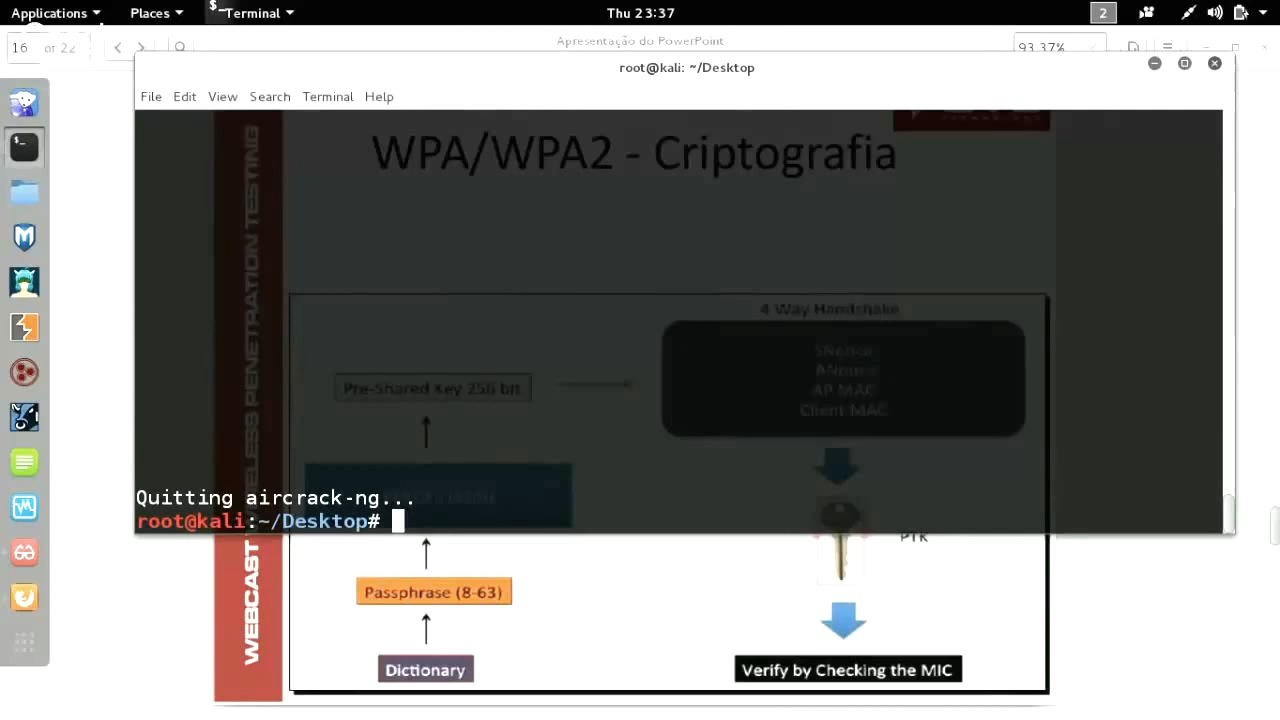 Applications Places Terminal Thu 23:37 2
16 of 22 Apresentação do PowerPoint 93.37%
root@kali: ~/Desktop
File Edit View Search Terminal Help
WPA/WPA2 - Criptografia
WEBCAST WIRELESS PENETRATION TESTING
4 Way Handshake
SNonce
ANonce
AP MAC
Client MAC
Pre-Shared Key 256 bit
Quitting aircrack-ng...
root@kali:~/Desktop#
PTK
Passphrase (8-63)
Dictionary
Verify by Checking the MIC